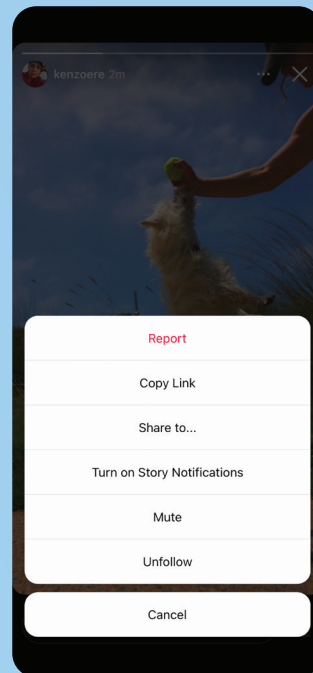 kenzoere 2m
Report
Copy Link
Share to...
Turn on Story Notifications
Mute
Unfollow
Cancel